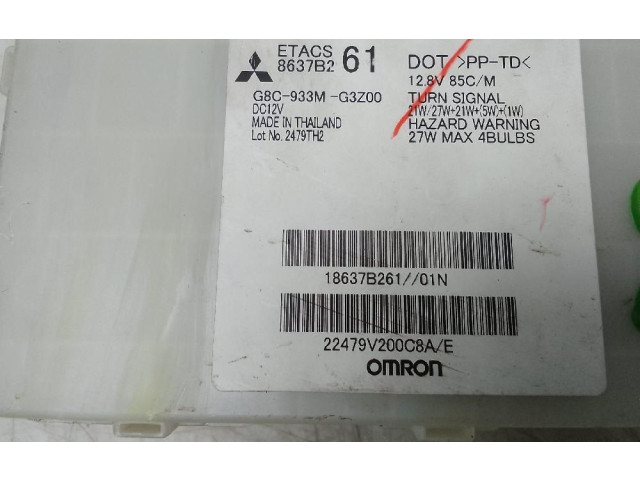 ETACS
8637B2 61
G8C-933M-G3Z00
DC12V
MADE IN THAILAND
Lot No. 2479TH2
DOT >PP-TD<
12.8V 85C/M
TURN SIGNAL
21W/27W+21W+(5W)+(1W)
HAZARD WARNING
27W MAX 4BULBS
18637B261//01N
22479V200C8A/E
OMRON